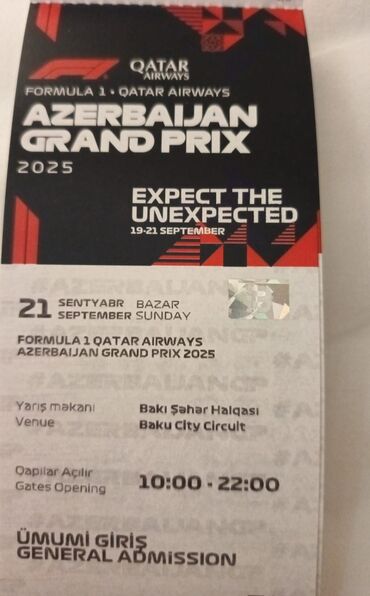 QATAR
AIRWAYS
FORMULA 1 • QATAR AIRWAYS
AZERBAIJAN
GRAND PRIX
2025
EXPECT THE
UNEXPECTED
19-21 SEPTEMBER
21 SENTYABR BAZAR
SEPTEMBER SUNDAY
FORMULA 1 QATAR AIRWAYS
AZERBAIJAN GRAND PRIX 2025
Yarış məkanı Bakı Şəhər Halqası
Venue Baku City Circuit
Qapılar Açılır
Gates Opening 10:00 - 22:00
ÜMUMİ GİRİŞ
GENERAL ADMISSION